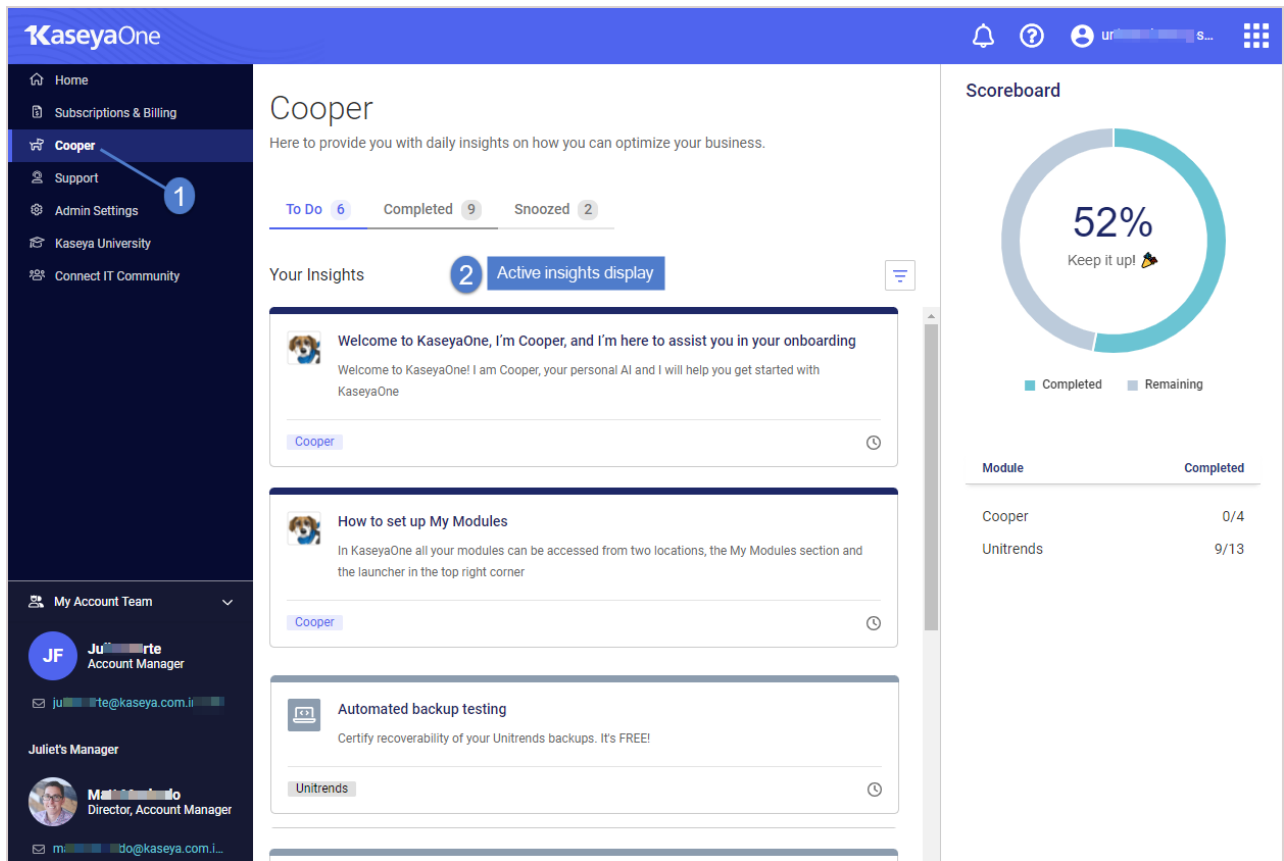 KaseyaOne
Home
Subscriptions & Billing
Cooper
Support
Admin Settings
Kaseya University
Connect IT Community
1
My Account Team
JF
Account Manager
Juliet's Manager
Director, Account Manager
Cooper
Here to provide you with daily insights on how you can optimize your business.
To Do 6 Completed 9 Snoozed 2
Your Insights
2 Active insights display
Welcome to KaseyaOne, I'm Cooper, and I'm here to assist you in your onboarding
Welcome to KaseyaOne! I am Cooper, your personal AI and I will help you get started with
KaseyaOne
Cooper
How to set up My Modules
In KaseyaOne all your modules can be accessed from two locations, the My Modules section and
the launcher in the top right corner
Cooper
Automated backup testing
Certify recoverability of your Unitrends backups. It's FREE!
Unitrends
Scoreboard
52%
Keep it up!
Completed Remaining
Module Completed
Cooper 0/4
Unitrends 9/13